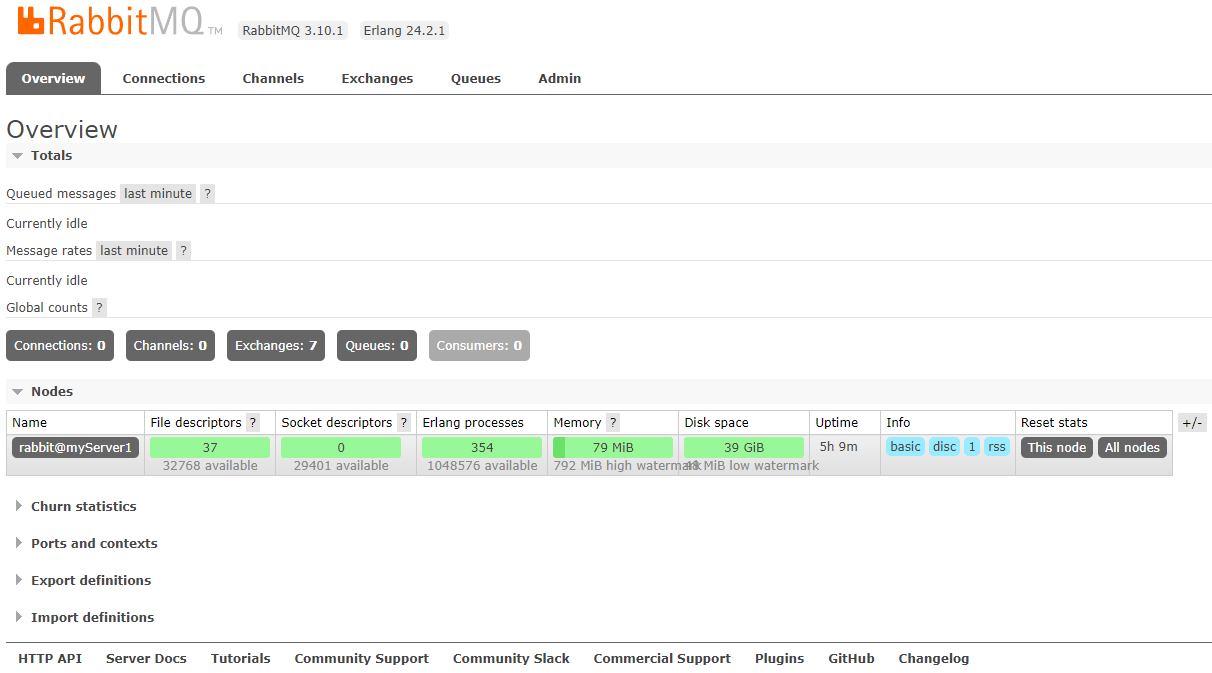 RabbitMQ TM RabbitMQ 3.10.1 Erlang 24.2.1
Overview Connections Channels Exchanges Queues Admin
Overview
Totals
Queued messages last minute ?
Currently idle
Message rates last minute ?
Currently idle
Global counts ?
Connections: 0 Channels: 0 Exchanges: 7 Queues: 0 Consumers: 0
Nodes
Name File descriptors ? Socket descriptors ? Erlang processes Memory ? Disk space Uptime Info Reset stats +/-
rabbit@myServer1 37 0 354 79 MiB 39 GiB 5h 9m basic disc 1 rss This node All nodes
32768 available 29401 available 1048576 available 792 MiB high watermark 48 MiB low watermark
Churn statistics
Ports and contexts
Export definitions
Import definitions
HTTP API Server Docs Tutorials Community Support Community Slack Commercial Support Plugins GitHub Changelog